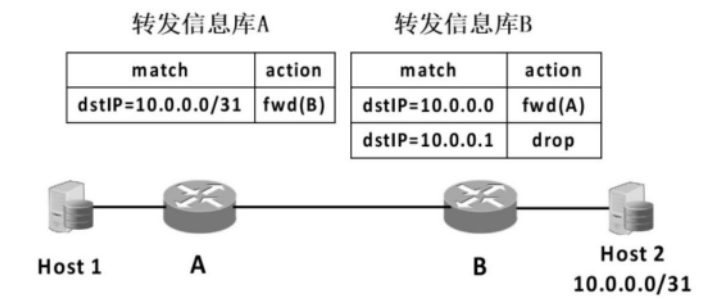 转发信息库A
match action
dstIP=10.0.0.0/31 fwd(B)
转发信息库B
match action
dstIP=10.0.0.0 fwd(A)
dstIP=10.0.0.1 drop
Host 1
A
B
Host 2
10.0.0.0/31